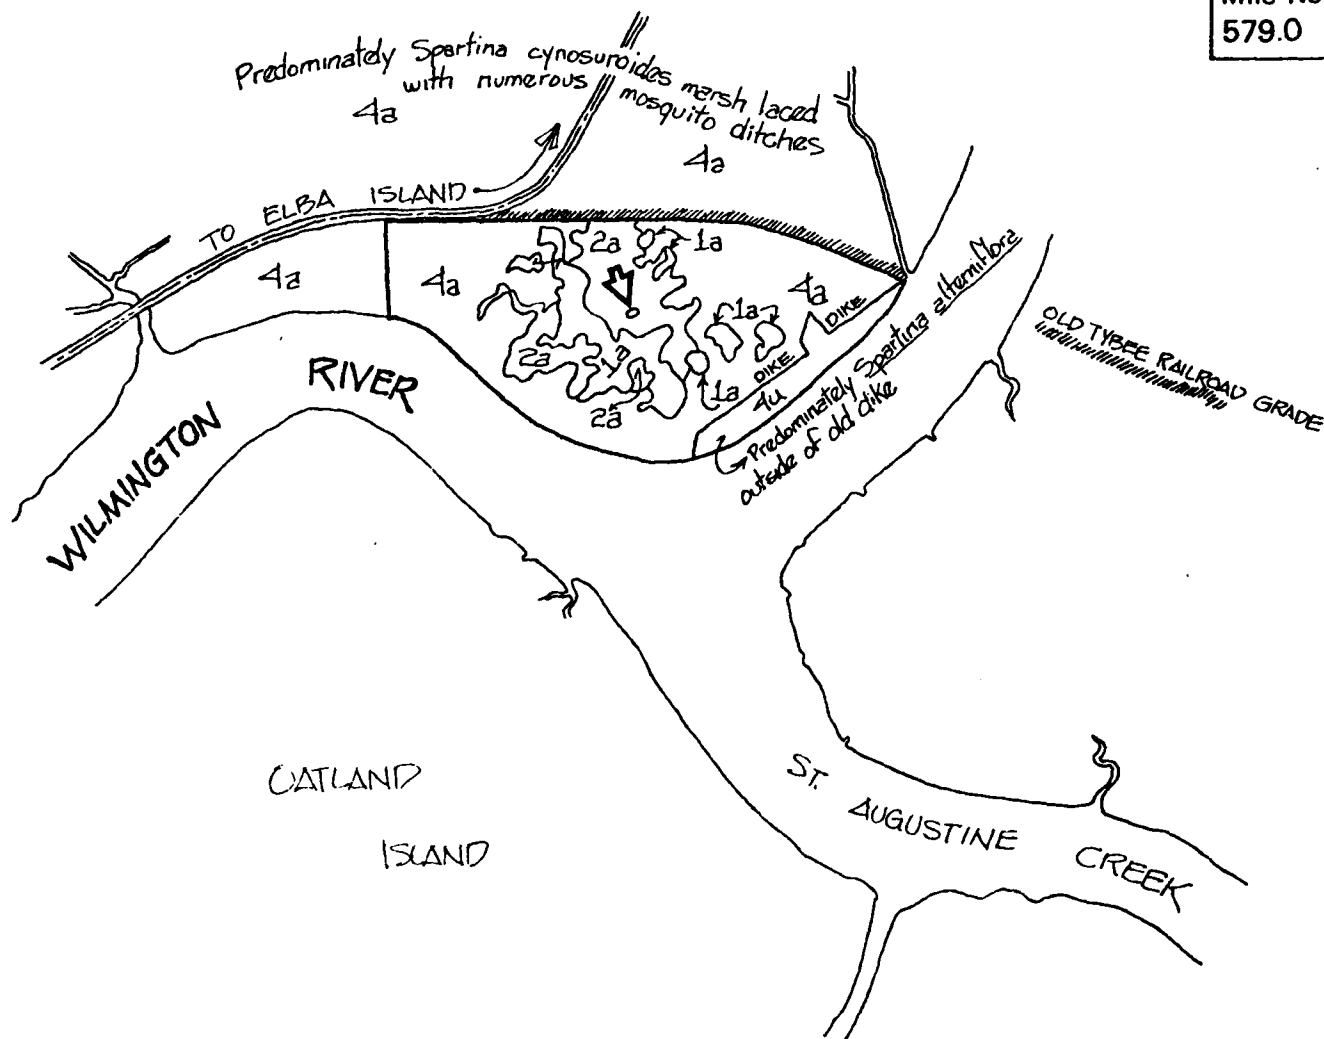 579.0
Predominately Spartina cynosuroides marsh laced
with numerous mosquito ditches
4a
4a
TO ELBA ISLAND
4a
4a
2a
1a
4a
1a
DIKE
2a
1a
DIKE
1a
2a
4u
Predominately Spartina alterniflora
outside of old dike
OLD TYBEE RAILROAD GRADE
WILMINGTON
RIVER
OATLAND
ISLAND
ST. AUGUSTINE CREEK